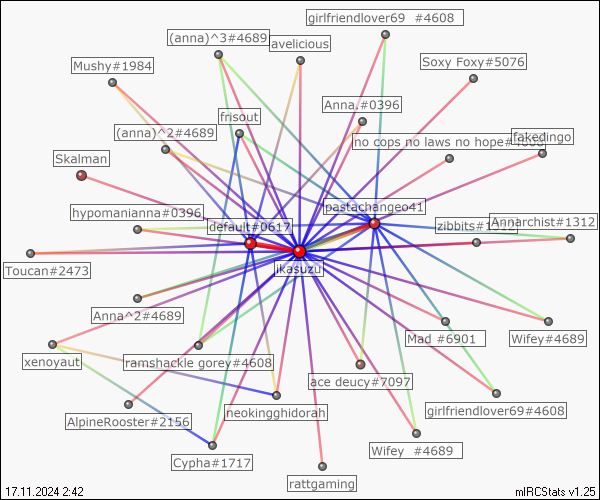 girlfriendlover69 #4608
(anna)^3#4689
avelicious
Mushy#1984
Soxy Foxy#5076
Anna.#0396
frisout
(anna)^2#4689
no cops no laws no hope#
fakedingo
Skalman
hypomanianna#0396
pastachangeo41
default#0617
zibbits#
Annarchist#1312
Toucan#2473
ikasuzu
Anna^2#4689
Mad #6901
Wifey#4689
xenoyaut
ramshackle gorey#4608
ace deucy#7097
AlpineRooster#2156
neokingghidorah
girlfriendlover69#4608
Cypha#1717
Wifey #4689
rattgaming
17.11.2024 2:42
mIRCStats v1.25